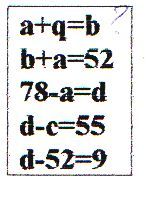 a+q=b
b+a=52
78-a=d
d-c=55
d-52=9